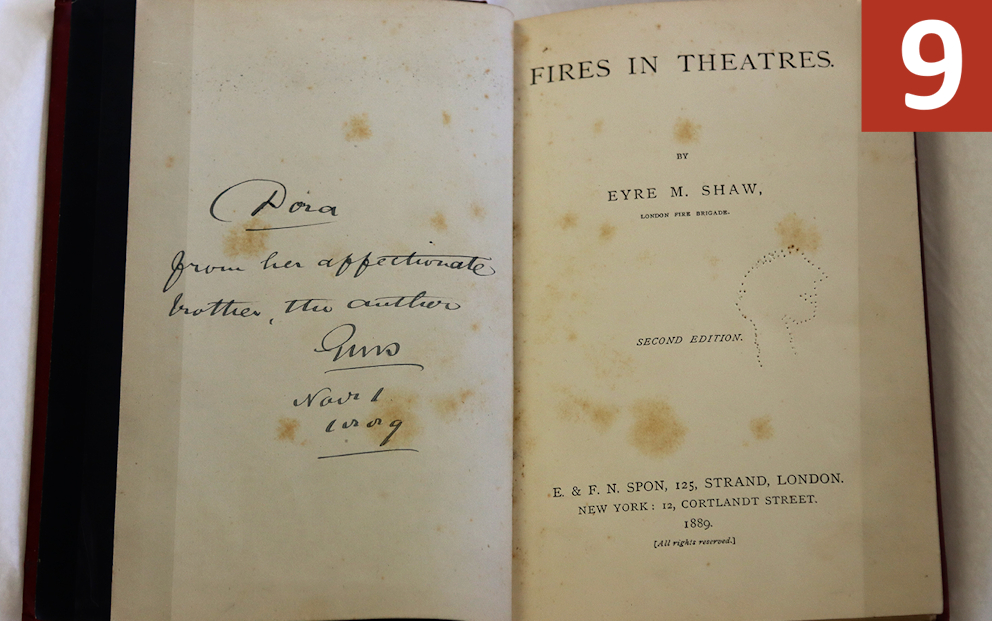 Dora
from her affectionate
brother, the author
Novr 1
1889
FIRES IN THEATRES.
BY
EYRE M. SHAW,
LONDON FIRE BRIGADE.
SECOND EDITION.
E. & F. N. SPON, 125, STRAND, LONDON.
NEW YORK: 12, CORTLANDT STREET.
1889.
[All rights reserved.]
9